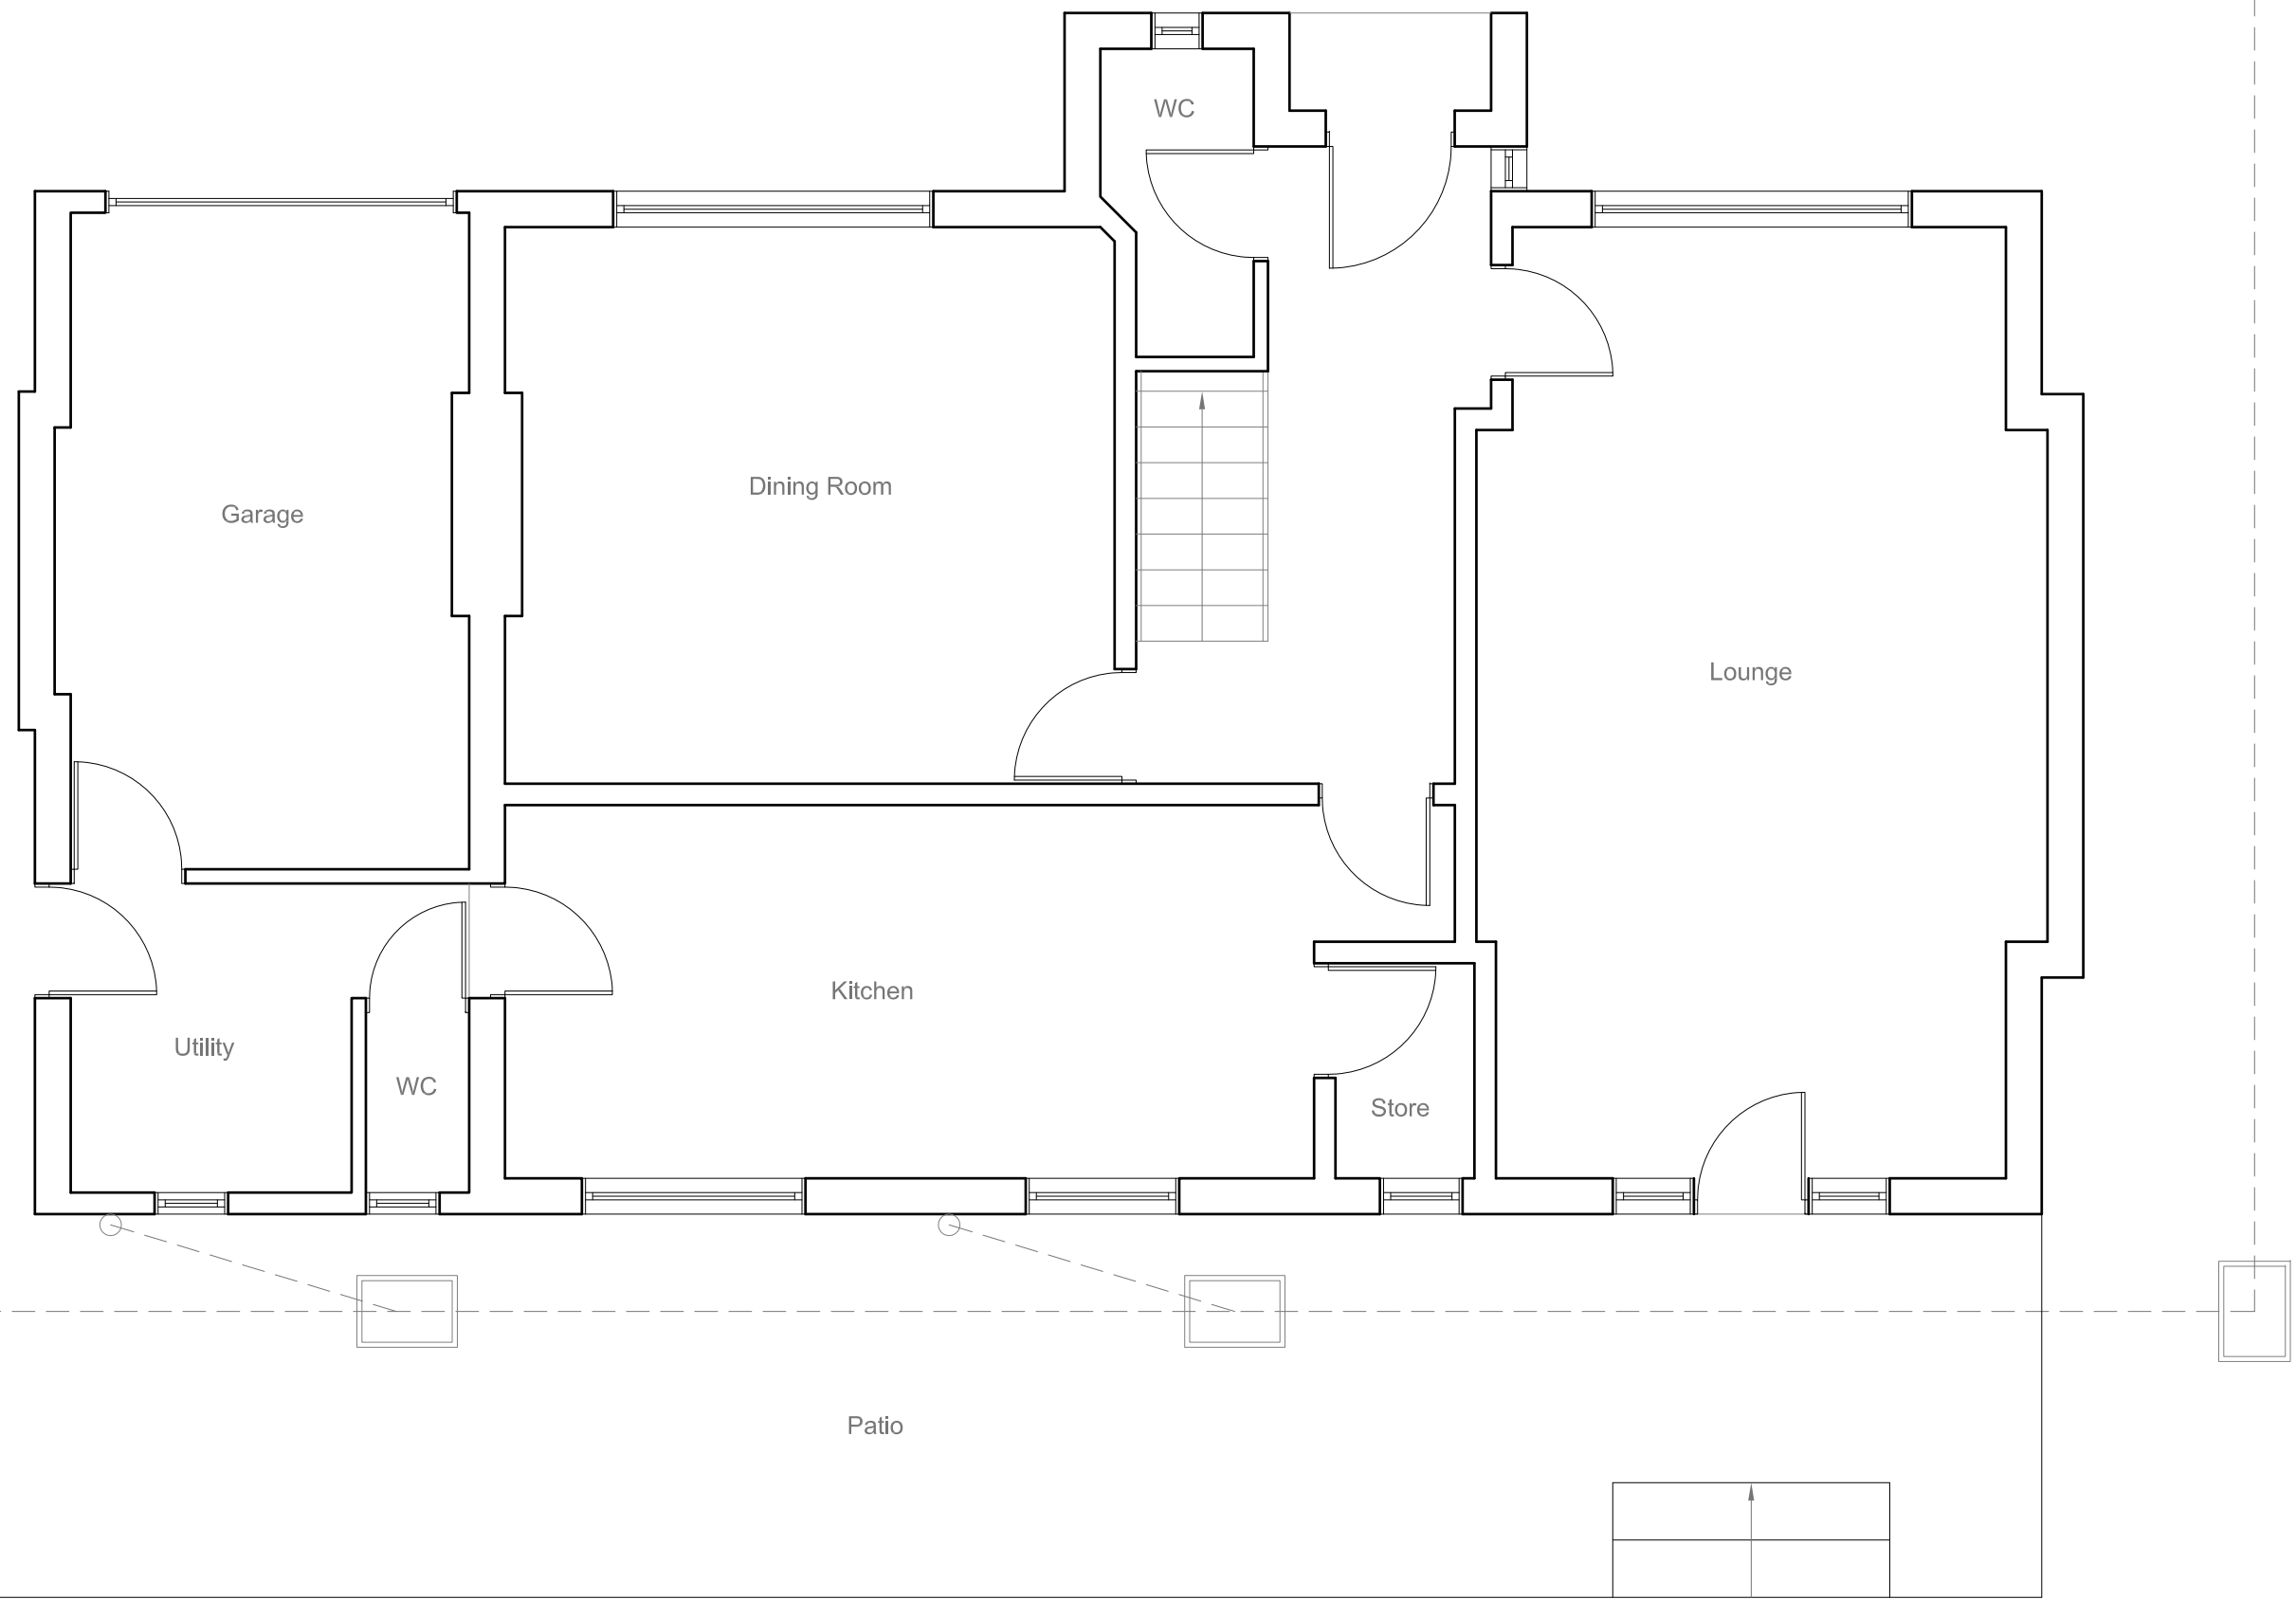 WC
Dining Room
Garage
Lounge
Kitchen
Utility
WC
Store
Patio